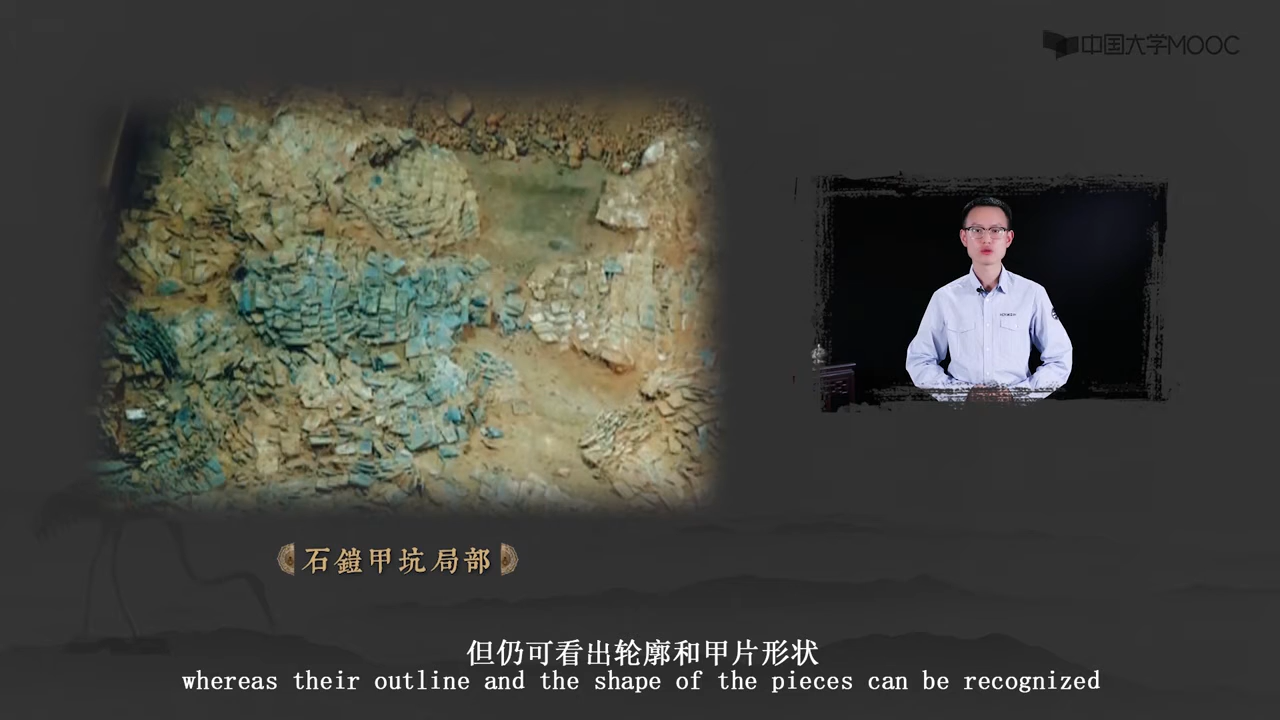 中国大学MOOC
石鎧甲坑局部
但仍可看出轮廓和甲片形状
whereas their outline and the shape of the pieces can be recognized